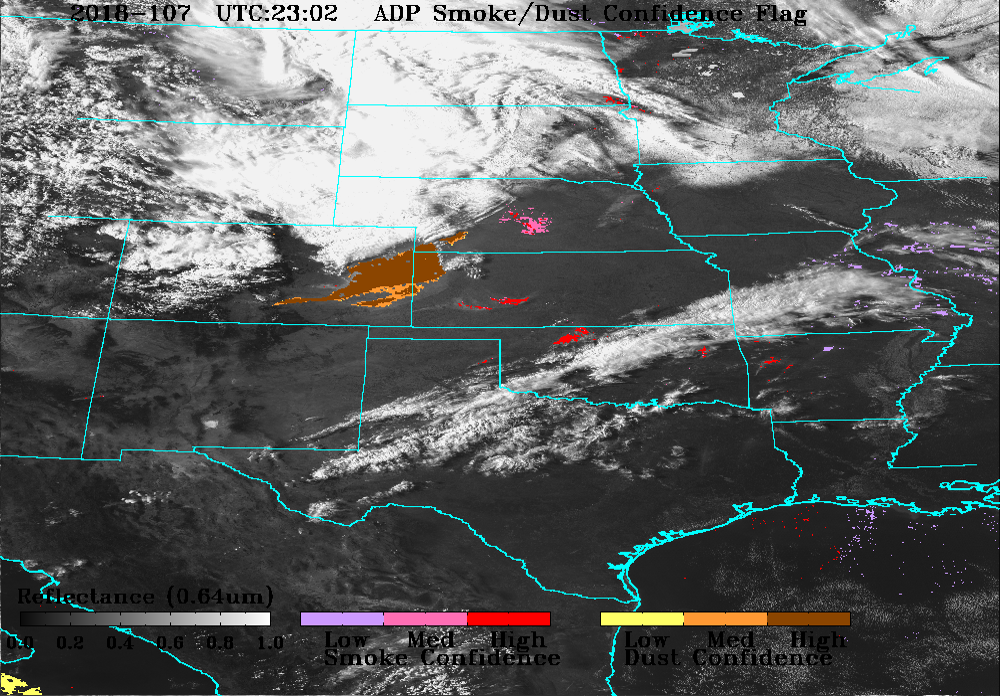 2018-107 UTC:23:02 ADP Smoke/Dust Confidence Flag
Reflectance (0.64um)
0.0 0.2 0.4 0.6 0.8 1.0
Low Med High
Smoke Confidence
Low Med High
Dust Confidence